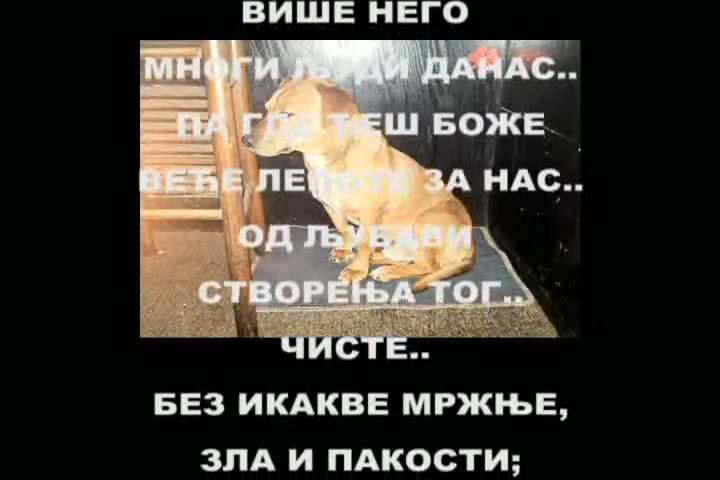 ВИШЕ НЕГО
МНОГИ ЉУДИ ДАНАС..
ПА ГДЕ ЋЕШ БОЖЕ
ВЕЋЕ ЛЕПОТЕ ЗА НАС..
ОД ЉУБАВИ
СТВОРЕЊА ТОГ..
ЧИСТЕ..
БЕЗ ИКАКВЕ МРЖЊЕ,
ЗЛА И ПАКОСТИ;